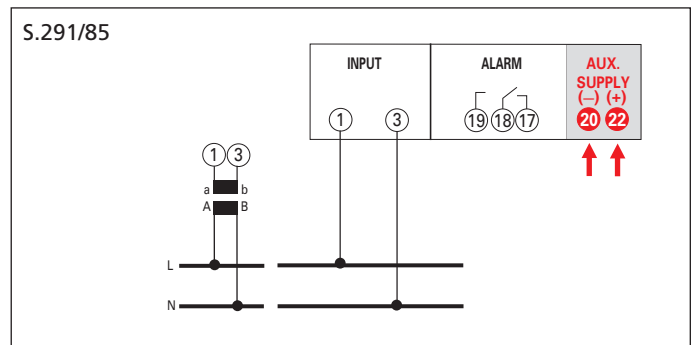 S.291/85
INPUT
ALARM
AUX.
SUPPLY
(–) (+)
1 3
19 18 17
20 22
1 3
a b
A B
L
N